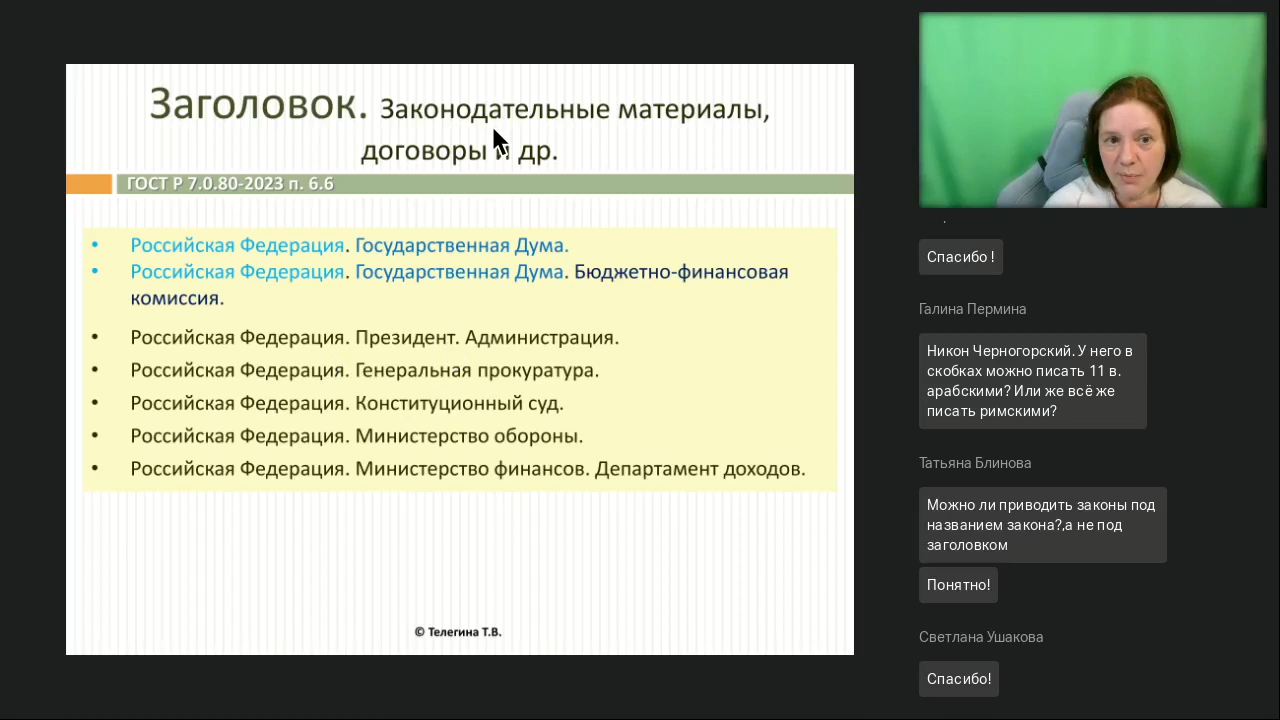 Заголовок. Законодательные материалы,
договоры др.
ГОСТ Р 7.0.80-2023 п. 6.6
• Российская Федерация. Государственная Дума.
• Российская Федерация. Государственная Дума. Бюджетно-финансовая
комиссия.
• Российская Федерация. Президент. Администрация.
• Российская Федерация. Генеральная прокуратура.
• Российская Федерация. Конституционный суд.
• Российская Федерация. Министерство обороны.
• Российская Федерация. Министерство финансов. Департамент доходов.
© Телегина Т.В.
Спасибо !
Галина Пермина
Никон Черногорский. У него в
скобках можно писать 11 в.
арабскими? Или же всё же
писать римскими?
Татьяна Блинова
Можно ли приводить законы под
названием закона?,а не под
заголовком
Понятно!
Светлана Ушакова
Спасибо!